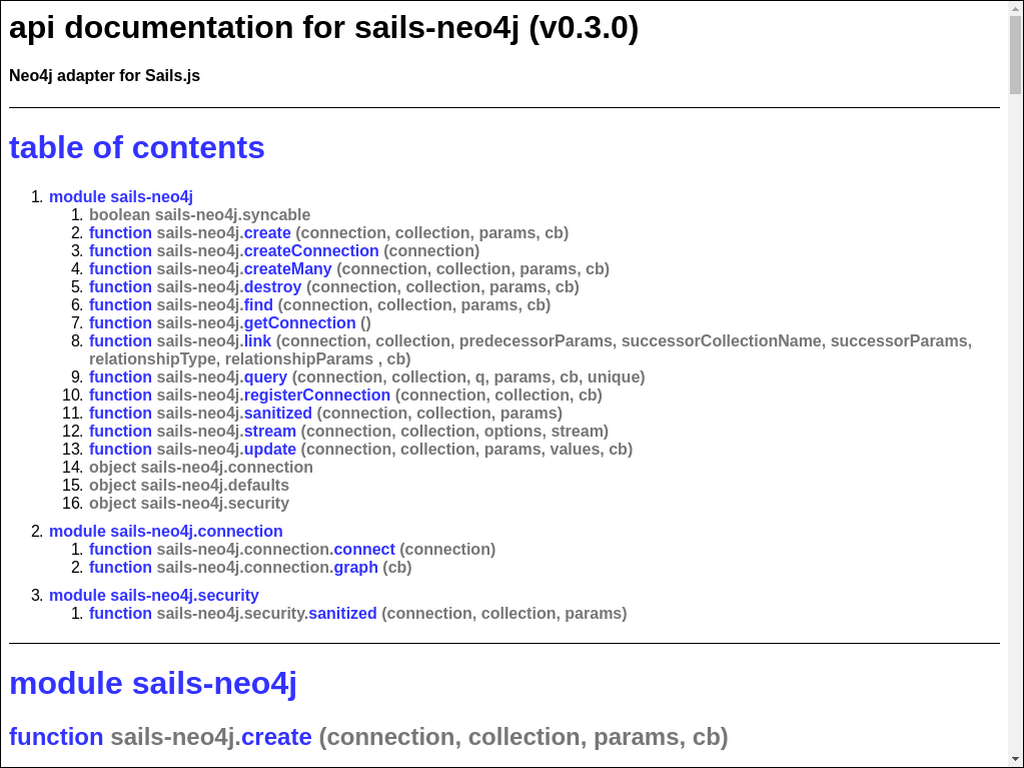 api documentation for sails-neo4j (v0.3.0)
Neo4j adapter for Sails.js
table of contents
1. module sails-neo4j
1. boolean sails-neo4j.syncable
2. function sails-neo4j.create (connection, collection, params, cb)
3. function sails-neo4j.createConnection (connection)
4. function sails-neo4j.createMany (connection, collection, params, cb)
5. function sails-neo4j.destroy (connection, collection, params, cb)
6. function sails-neo4j.find (connection, collection, params, cb)
7. function sails-neo4j.getConnection ()
8. function sails-neo4j.link (connection, collection, predecessorParams, successorCollectionName, successorParams,
relationshipType, relationshipParams , cb)
9. function sails-neo4j.query (connection, collection, q, params, cb, unique)
10. function sails-neo4j.registerConnection (connection, collection, cb)
11. function sails-neo4j.sanitized (connection, collection, params)
12. function sails-neo4j.stream (connection, collection, options, stream)
13. function sails-neo4j.update (connection, collection, params, values, cb)
14. object sails-neo4j.connection
15. object sails-neo4j.defaults
16. object sails-neo4j.security
2. module sails-neo4j.connection
1. function sails-neo4j.connection.connect (connection)
2. function sails-neo4j.connection.graph (cb)
3. module sails-neo4j.security
1. function sails-neo4j.security.sanitized (connection, collection, params)
module sails-neo4j
function sails-neo4j.create (connection, collection, params, cb)